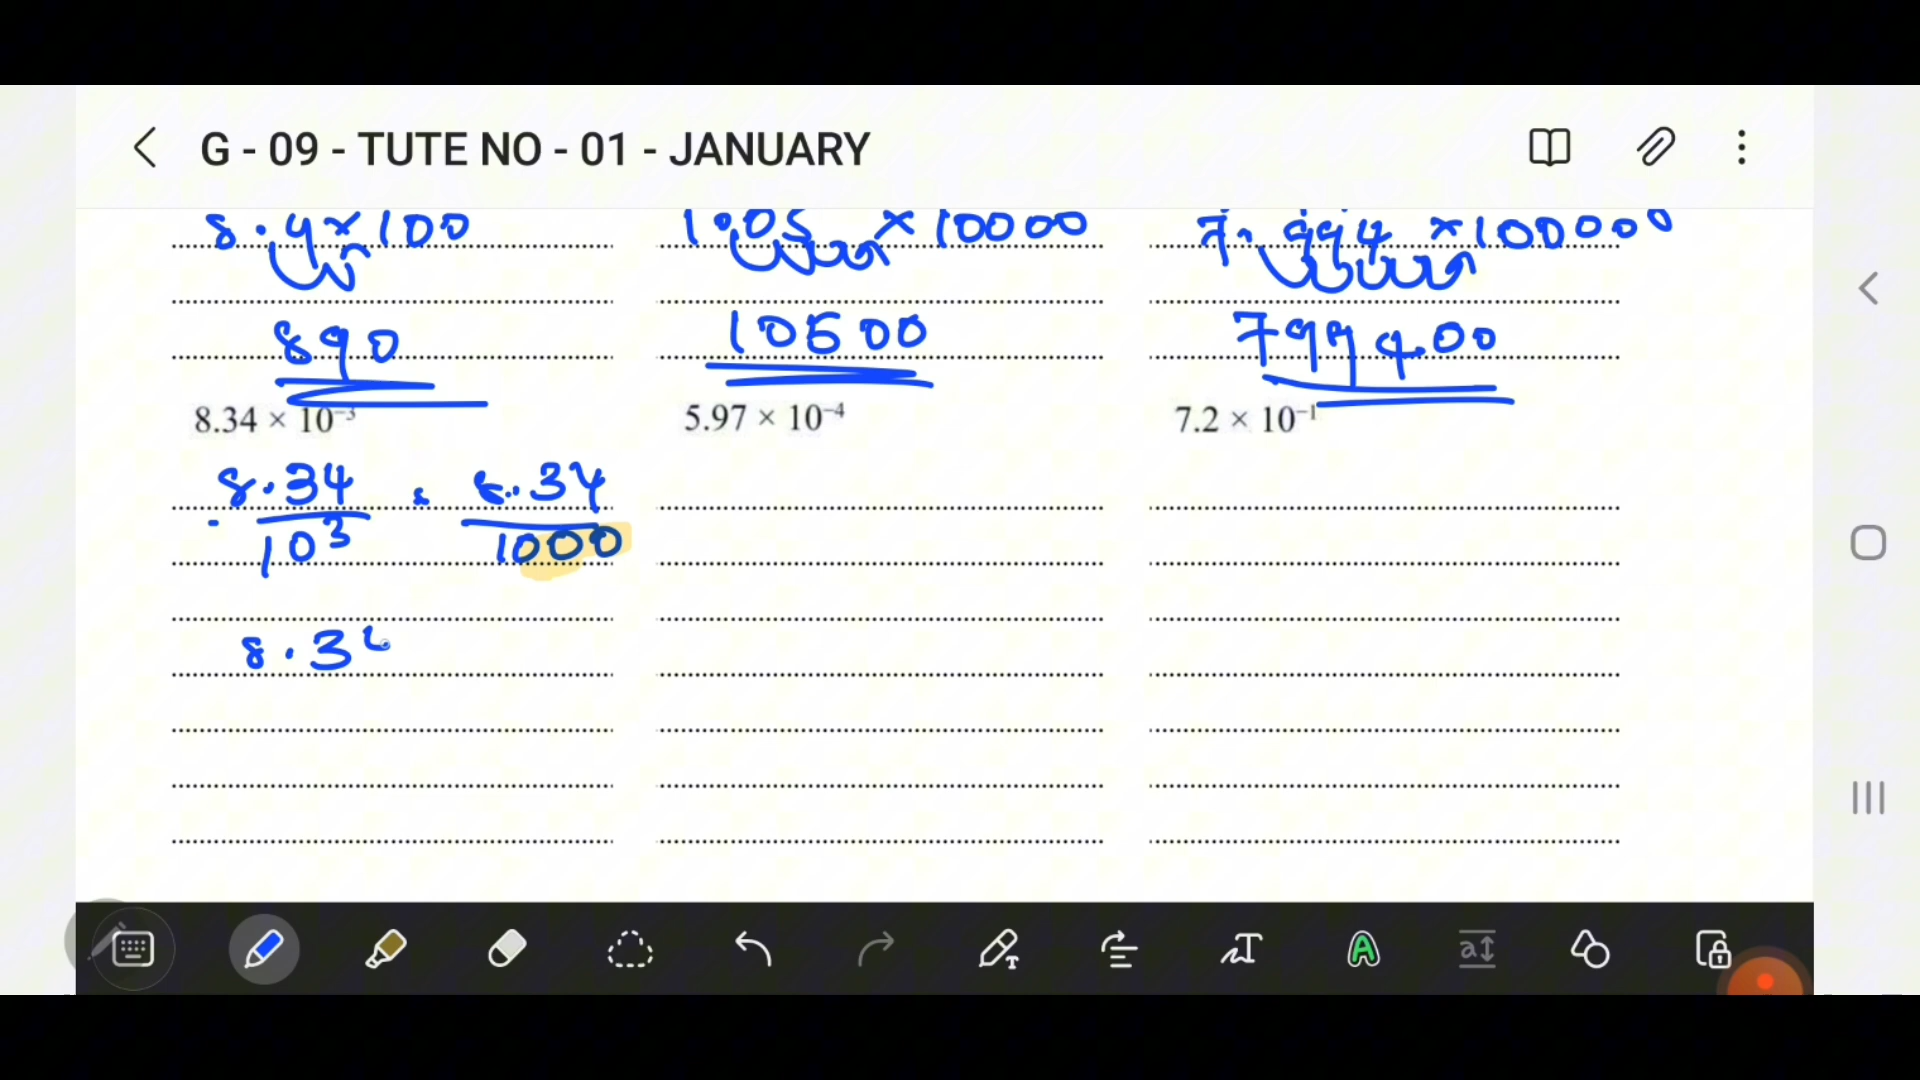 G - 09 - TUTE NO - 01 - JANUARY
8.9 × 100
1.05 × 10000
7.994 × 100000
890
10500
799400
8.34 × 10⁻³
5.97 × 10⁻⁴
7.2 × 10⁻¹
8.34 = 8.34
10³ 1000
8.34